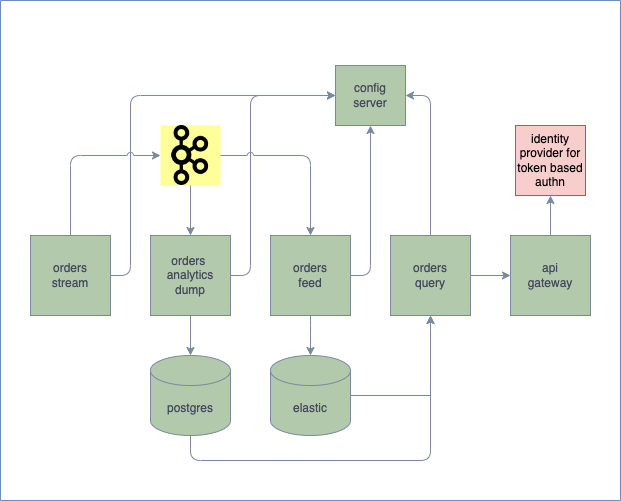 config
server
identity
provider for
token based
authn
orders
stream
orders
analytics
dump
orders
feed
orders
query
api
gateway
postgres
elastic